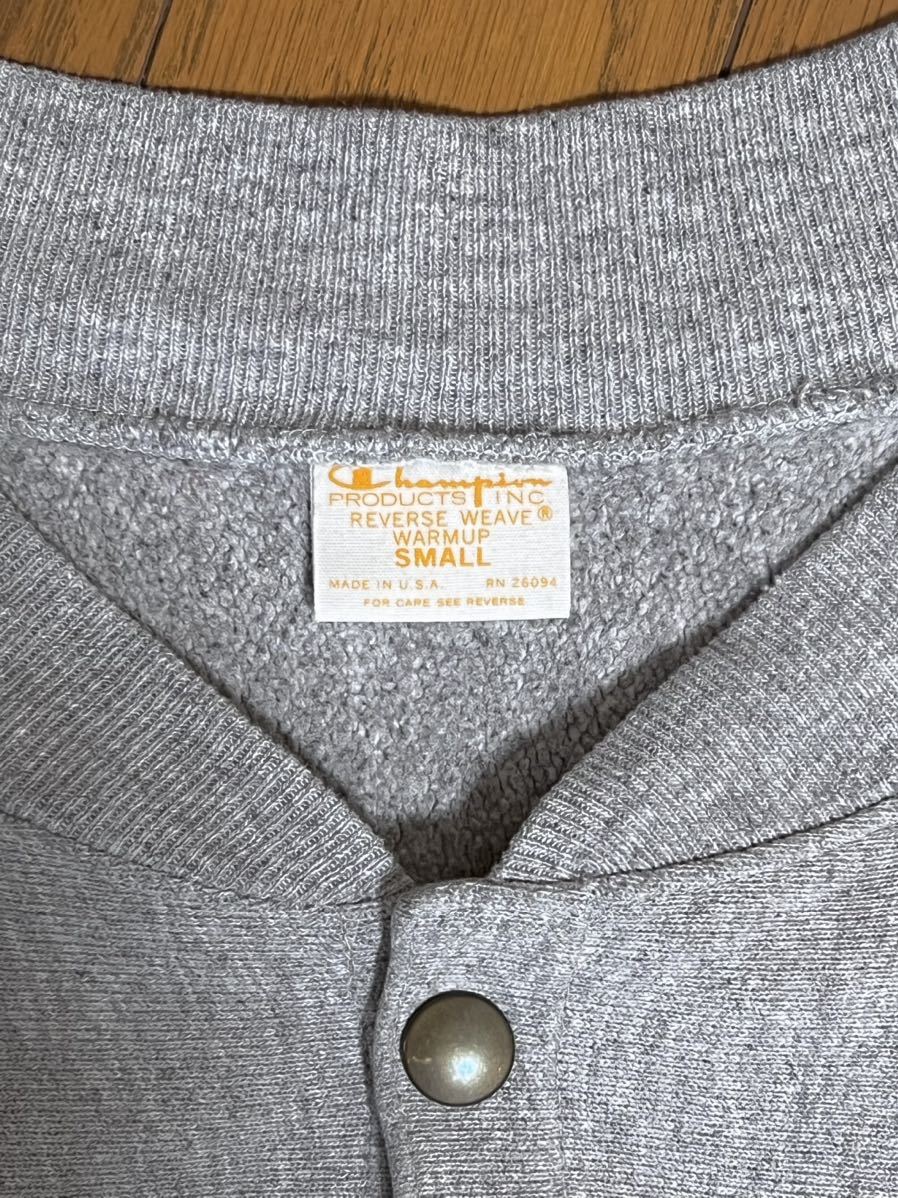 Champion
PRODUCTS INC
REVERSE WEAVE®
WARMUP
SMALL
MADE IN U.S.A. RN 26094
FOR CARE SEE REVERSE